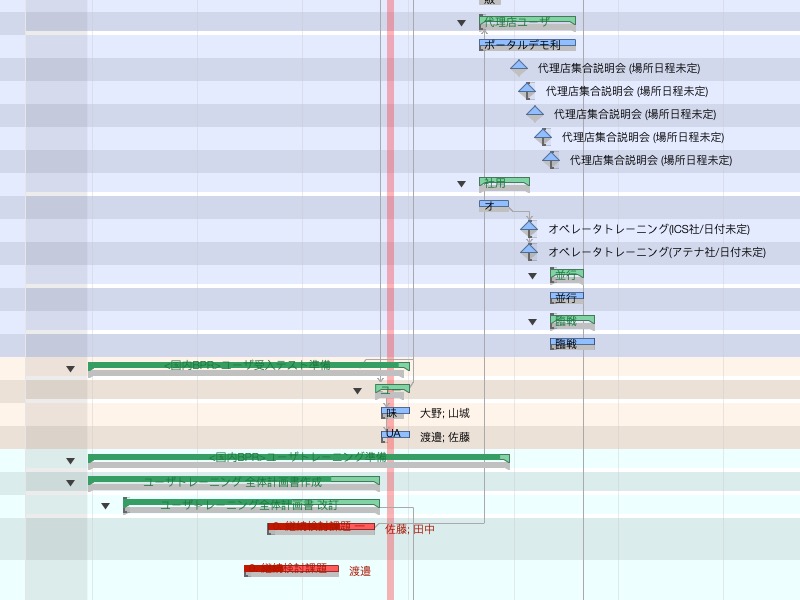 代理店ユーザ
ポータルデモ利
代理店集合説明会 (場所日程未定)
代理店集合説明会 (場所日程未定)
代理店集合説明会 (場所日程未定)
代理店集合説明会 (場所日程未定)
代理店集合説明会 (場所日程未定)
社用
オ
オペレータトレーニング(ICS社/日付未定)
オペレータトレーニング(アテナ社/日付未定)
並行
並行
臨戦
臨戦
<国内BPR>ユーザ受入テスト準備
ユ
味 大野; 山城
UA 渡邉; 佐藤
<国内BPR>ユーザトレーニング準備
ユーザトレーニング 全体計画書作成
ユーザトレーニング全体計画書 改訂
継続検討課題 一 佐藤; 田中
継続検討課題 渡邉